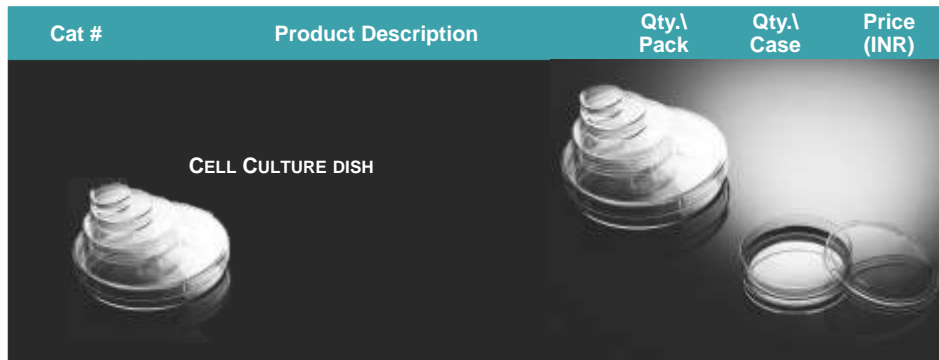 Cat # Product Description Qty.\ Qty.\ Price
Pack Case (INR)
CELL CULTURE DISH